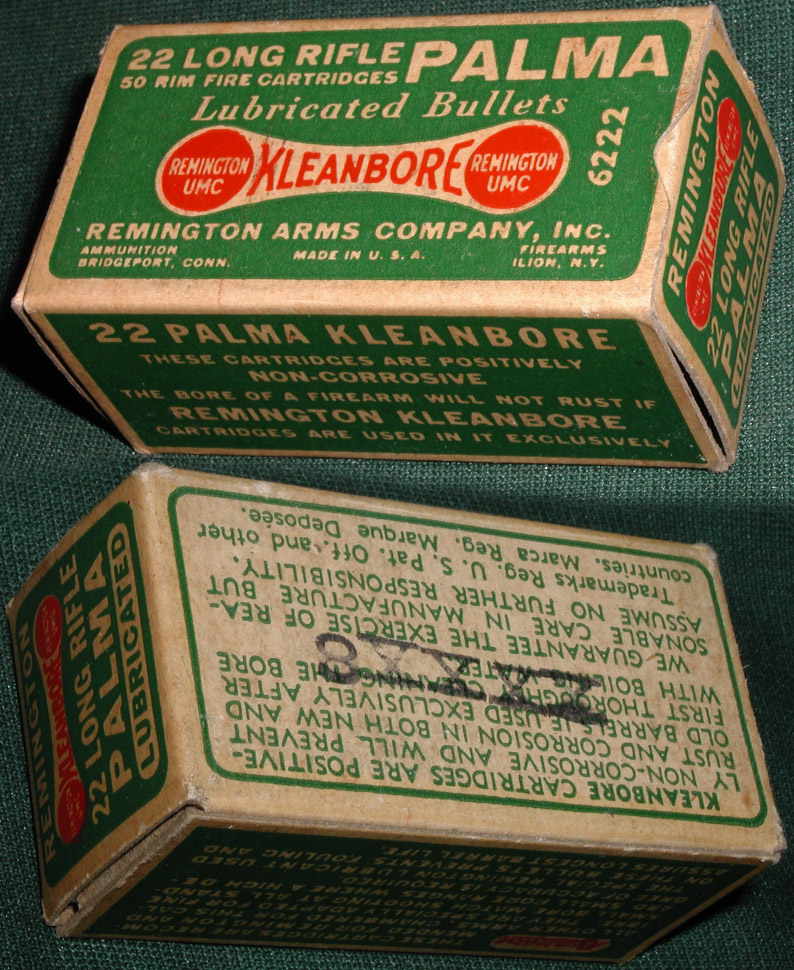 22 LONG RIFLE PALMA
50 RIM FIRE CARTRIDGES
Lubricated Bullets
6222
REMINGTON UMC KLEANBORE REMINGTON UMC
REMINGTON ARMS COMPANY, INC.
AMMUNITION MADE IN U. S. A. FIREARMS
BRIDGEPORT, CONN. ILION, N.Y.
22 PALMA KLEANBORE
THESE CARTRIDGES ARE POSITIVELY
NON-CORROSIVE
THE BORE OF A FIREARM WILL NOT RUST IF
REMINGTON KLEANBORE
CARTRIDGES ARE USED IN IT EXCLUSIVELY
REMINGTON
KLEANBORE
22 LONG RIFLE
PALMA
LUBRICATED
REMINGTON
KLEANBORE
22 LONG RIFLE
PALMA
LUBRICATED
KLEANBORE CARTRIDGES ARE POSITIVE-
LY NON-CORROSIVE AND WILL PREVENT
RUST AND CORROSION IN BOTH NEW AND
OLD BARRELS IF USED EXCLUSIVELY AFTER
FIRST THOROUGHLY CLEANING THE BORE
WITH BOILING WATER.
WE GUARANTEE THE EXERCISE OF REA-
SONABLE CARE IN MANUFACTURE BUT
ASSUME NO FURTHER RESPONSIBILITY.
Trademarks Reg. U. S. Pat. Off. and other
countries. Marca Reg. Marque Deposée.